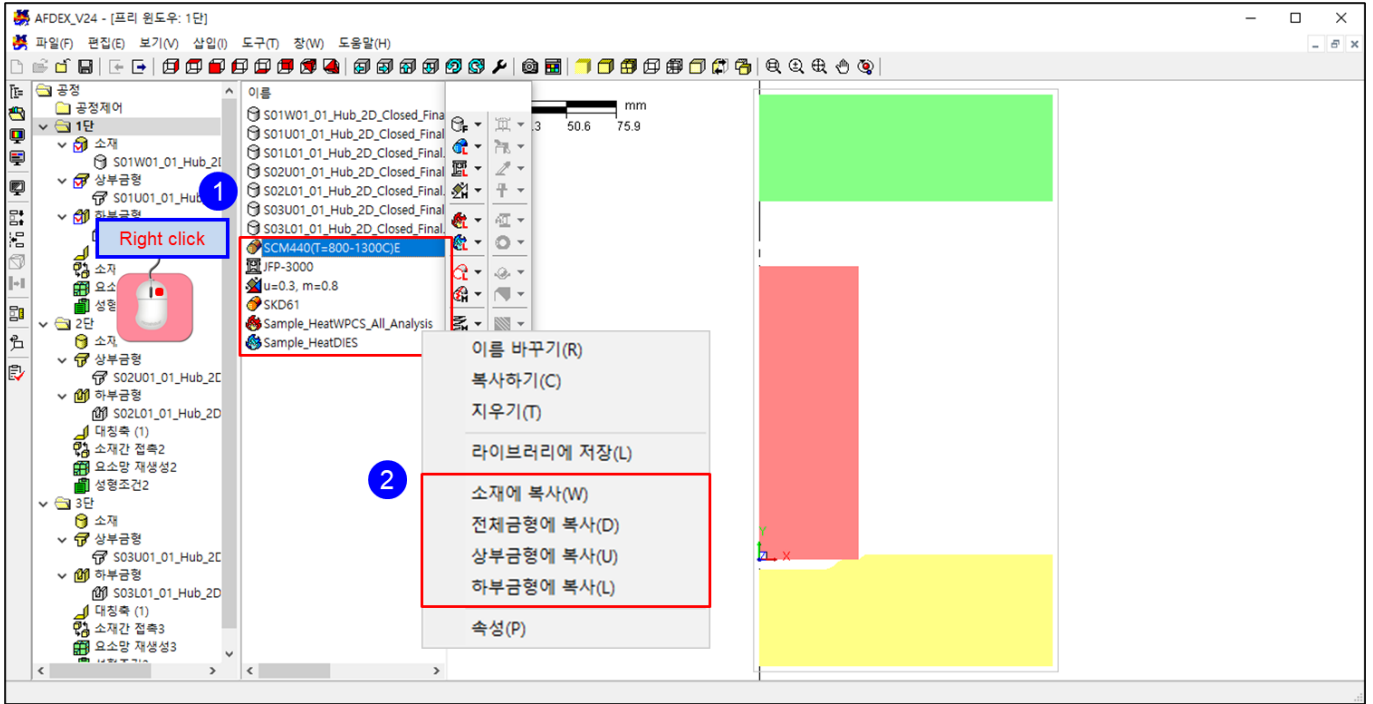 AFDEX_V24 - [프리 윈도우: 1단]
파일(F) 편집(E) 보기(V) 삽입(I) 도구(T) 창(W) 도움말(H)
공정
공정제어
1단
소재
S01W01_01_Hub_2D
상부금형
S01U01_01_Hub
하부금형
소재
요소
성형
2단
소재
상부금형
S02U01_01_Hub_2D
하부금형
S02L01_01_Hub_2D
대칭축 (1)
소재간 접촉2
요소망 재생성2
성형조건2
3단
소재
상부금형
S03U01_01_Hub_2D
하부금형
S03L01_01_Hub_2D
대칭축 (1)
소재간 접촉3
요소망 재생성3
1
Right click
이름
S01W01_01_Hub_2D_Closed_Fina
S01U01_01_Hub_2D_Closed_Final
S01L01_01_Hub_2D_Closed_Final.
S02U01_01_Hub_2D_Closed_Final
S02L01_01_Hub_2D_Closed_Final.
S03U01_01_Hub_2D_Closed_Final
S03L01_01_Hub_2D_Closed_Final.
SCM440(T=800-1300C)E
JFP-3000
u=0.3, m=0.8
SKD61
Sample_HeatWPCS_All_Analysis
Sample_HeatDIES
mm
.3 50.6 75.9
2
이름 바꾸기(R)
복사하기(C)
지우기(T)
라이브러리에 저장(L)
소재에 복사(W)
전체금형에 복사(D)
상부금형에 복사(U)
하부금형에 복사(L)
속성(P)
Y
Z X